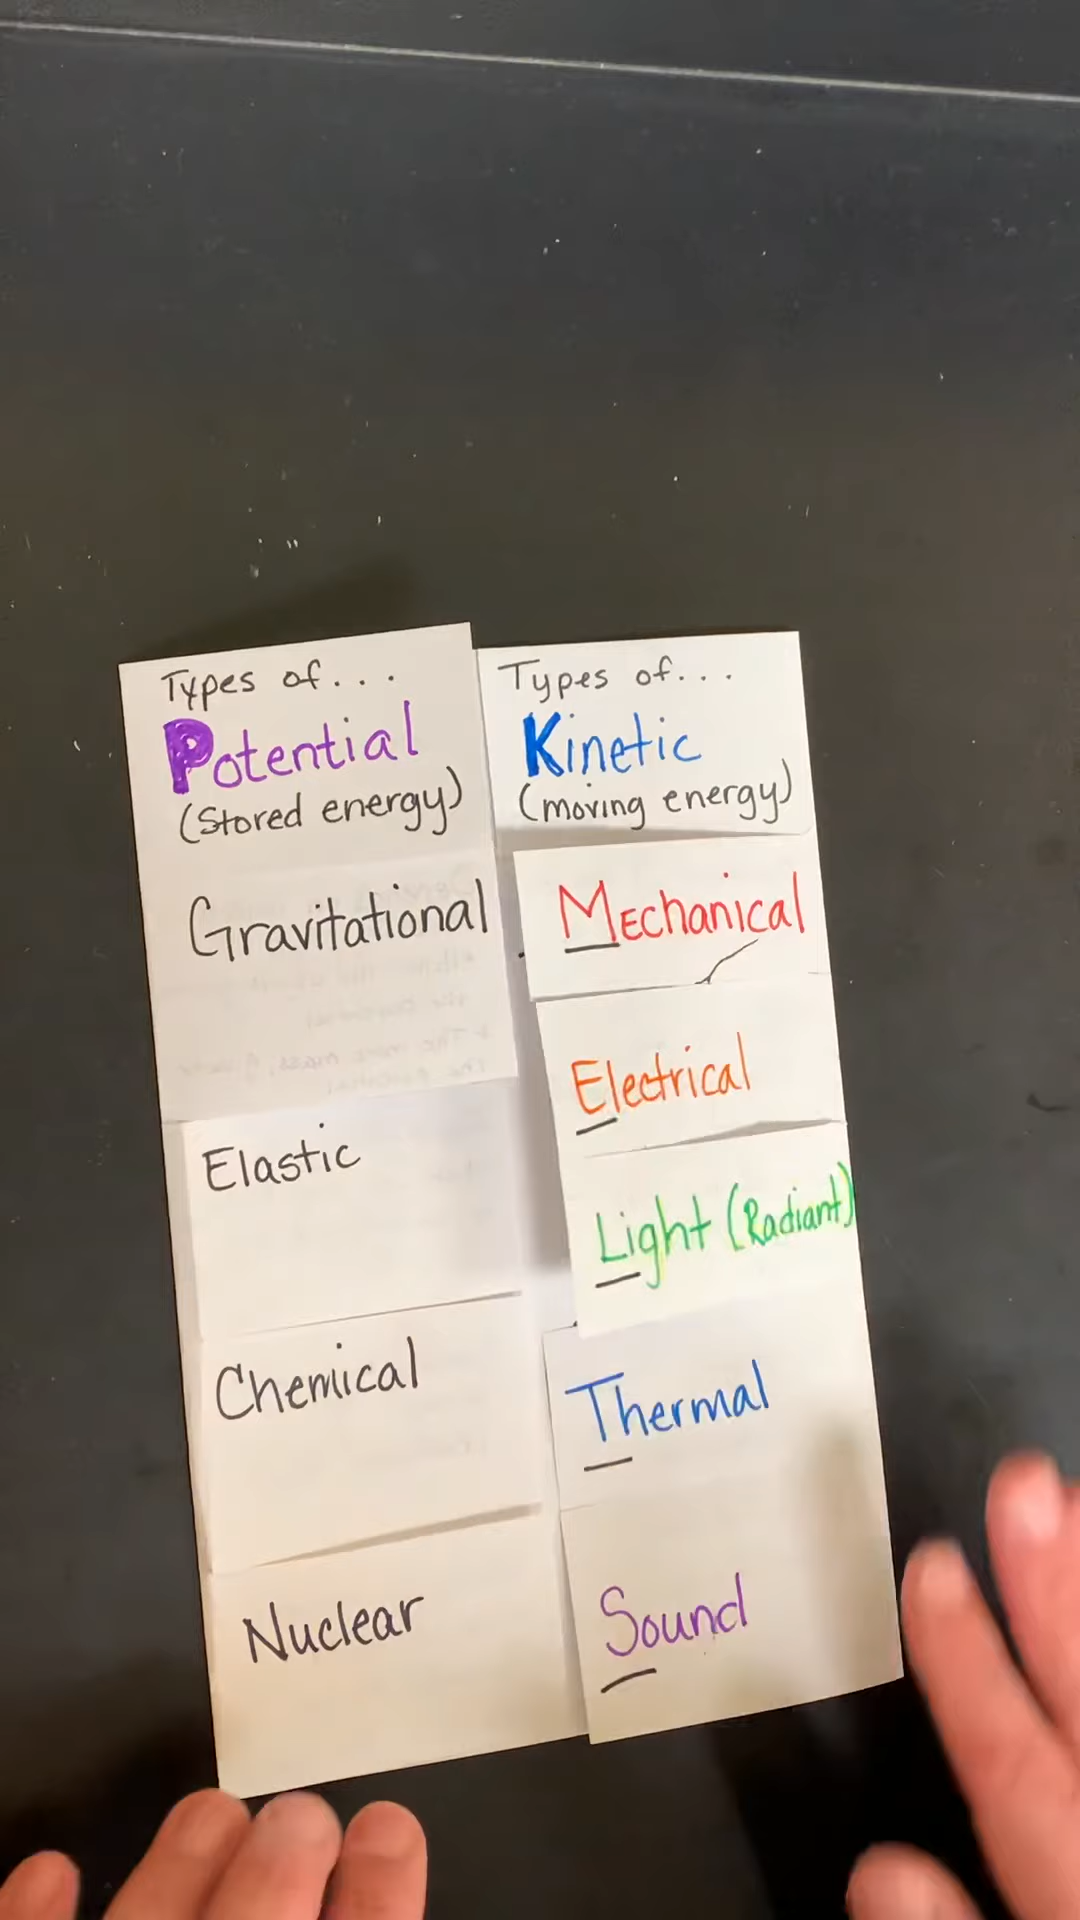 Types of...
Potential
(Stored energy)
Gravitational
Elastic
Chemical
Nuclear
Types of...
Kinetic
(moving energy)
Mechanical
Electrical
Light (Radiant)
Thermal
Sound